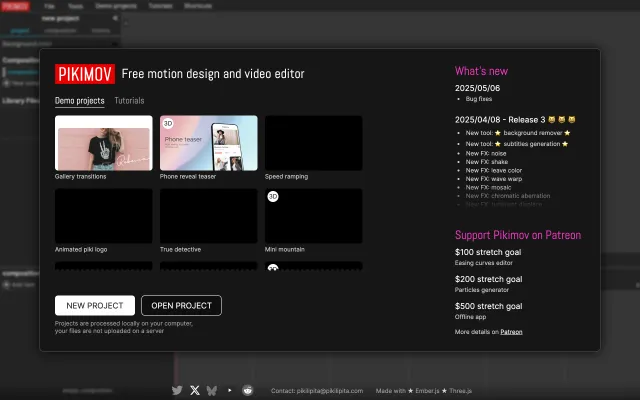 PIKIMOV
File
Tools
Demo projects
Tutorials
Shortcuts
new project
project
composition
PIKIMOV Free motion design and video editor
Demo projects Tutorials
Gallery transitions
3D
Phone teaser
Phone reveal teaser
Speed ramping
Animated piki logo
True detective
3D
Mini mountain
NEW PROJECT
OPEN PROJECT
Projects are processed locally on your computer,
your files are not uploaded on a server
What's new
2025/05/06
Bug fixes
2025/04/08 - Release 3 😸 😸 😸
New tool: ⭐ background remover ⭐
New tool: ⭐ subtitles generation ⭐
New FX: noise
New FX: shake
New FX: leave color
New FX: wave warp
New FX: mosaic
New FX: chromatic aberration
Support Pikimov on Patreon
$100 stretch goal
Easing curves editor
$200 stretch goal
Particles generator
$500 stretch goal
Offline app
More details on Patreon
Contact: pikilipita@pikilipita.com
Made with ★ Ember.js ★ Three.js